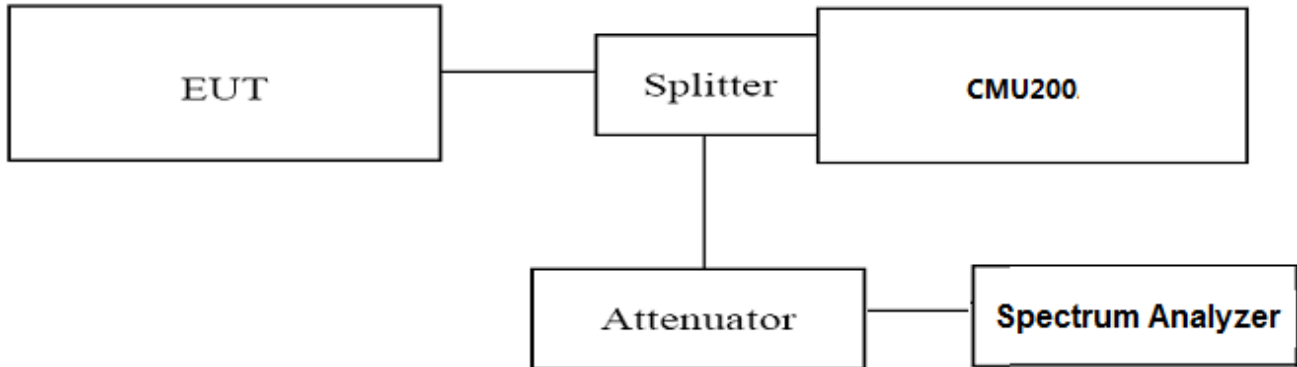 EUT
Splitter
CMU200.
Attenuator
Spectrum Analyzer